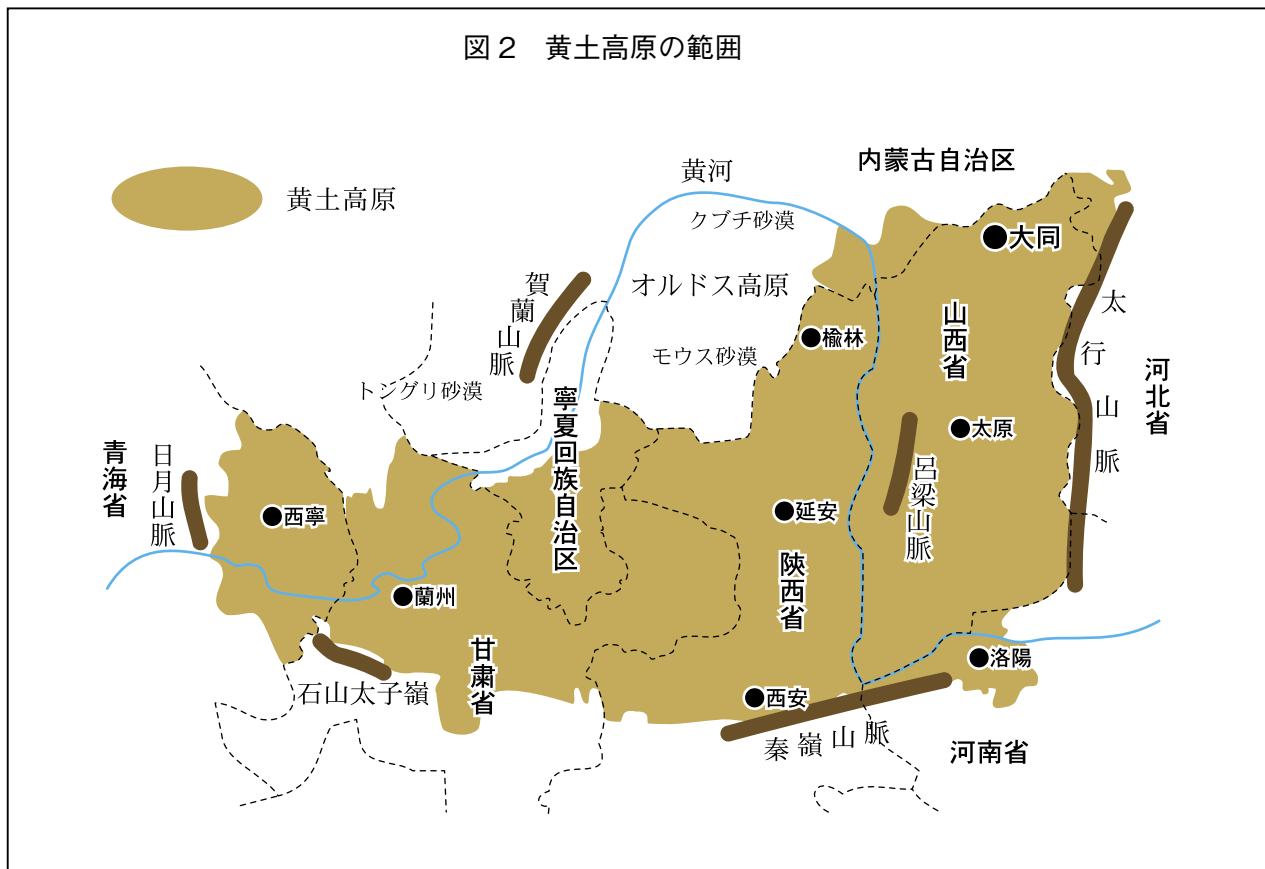 図２　黄土高原の範囲
黄土高原
黄河
内蒙古自治区
クブチ砂漠
大同
オルドス高原
賀蘭山脈
山西省
太行山脈
楡林
モウス砂漠
河北省
トングリ砂漠
寧夏回族自治区
太原
青海省
日月山脈
呂梁山脈
西寧
延安
陝西省
蘭州
甘粛省
洛陽
石山太子嶺
西安
秦嶺山脈
河南省